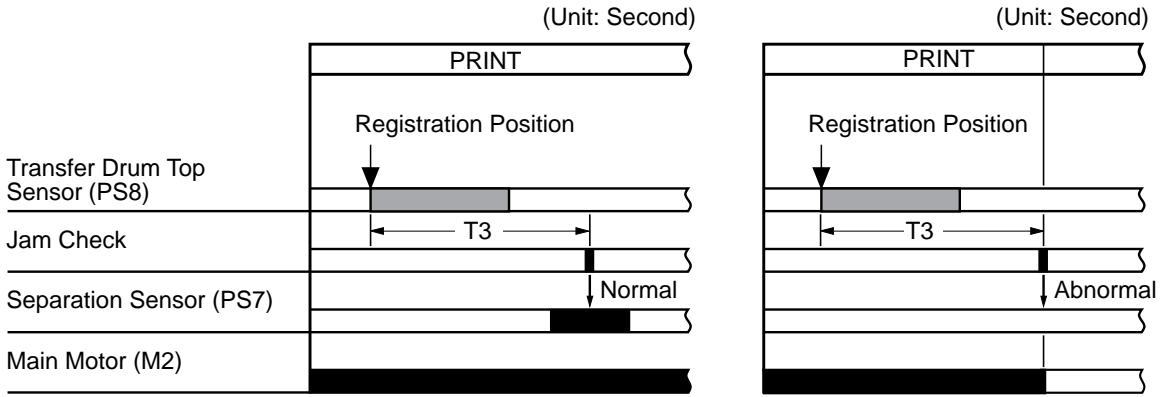 (Unit: Second)
(Unit: Second)
PRINT
PRINT
Registration Position
Registration Position
Transfer Drum Top
Sensor (PS8)
T3
T3
Jam Check
Normal
Abnormal
Separation Sensor (PS7)
Main Motor (M2)